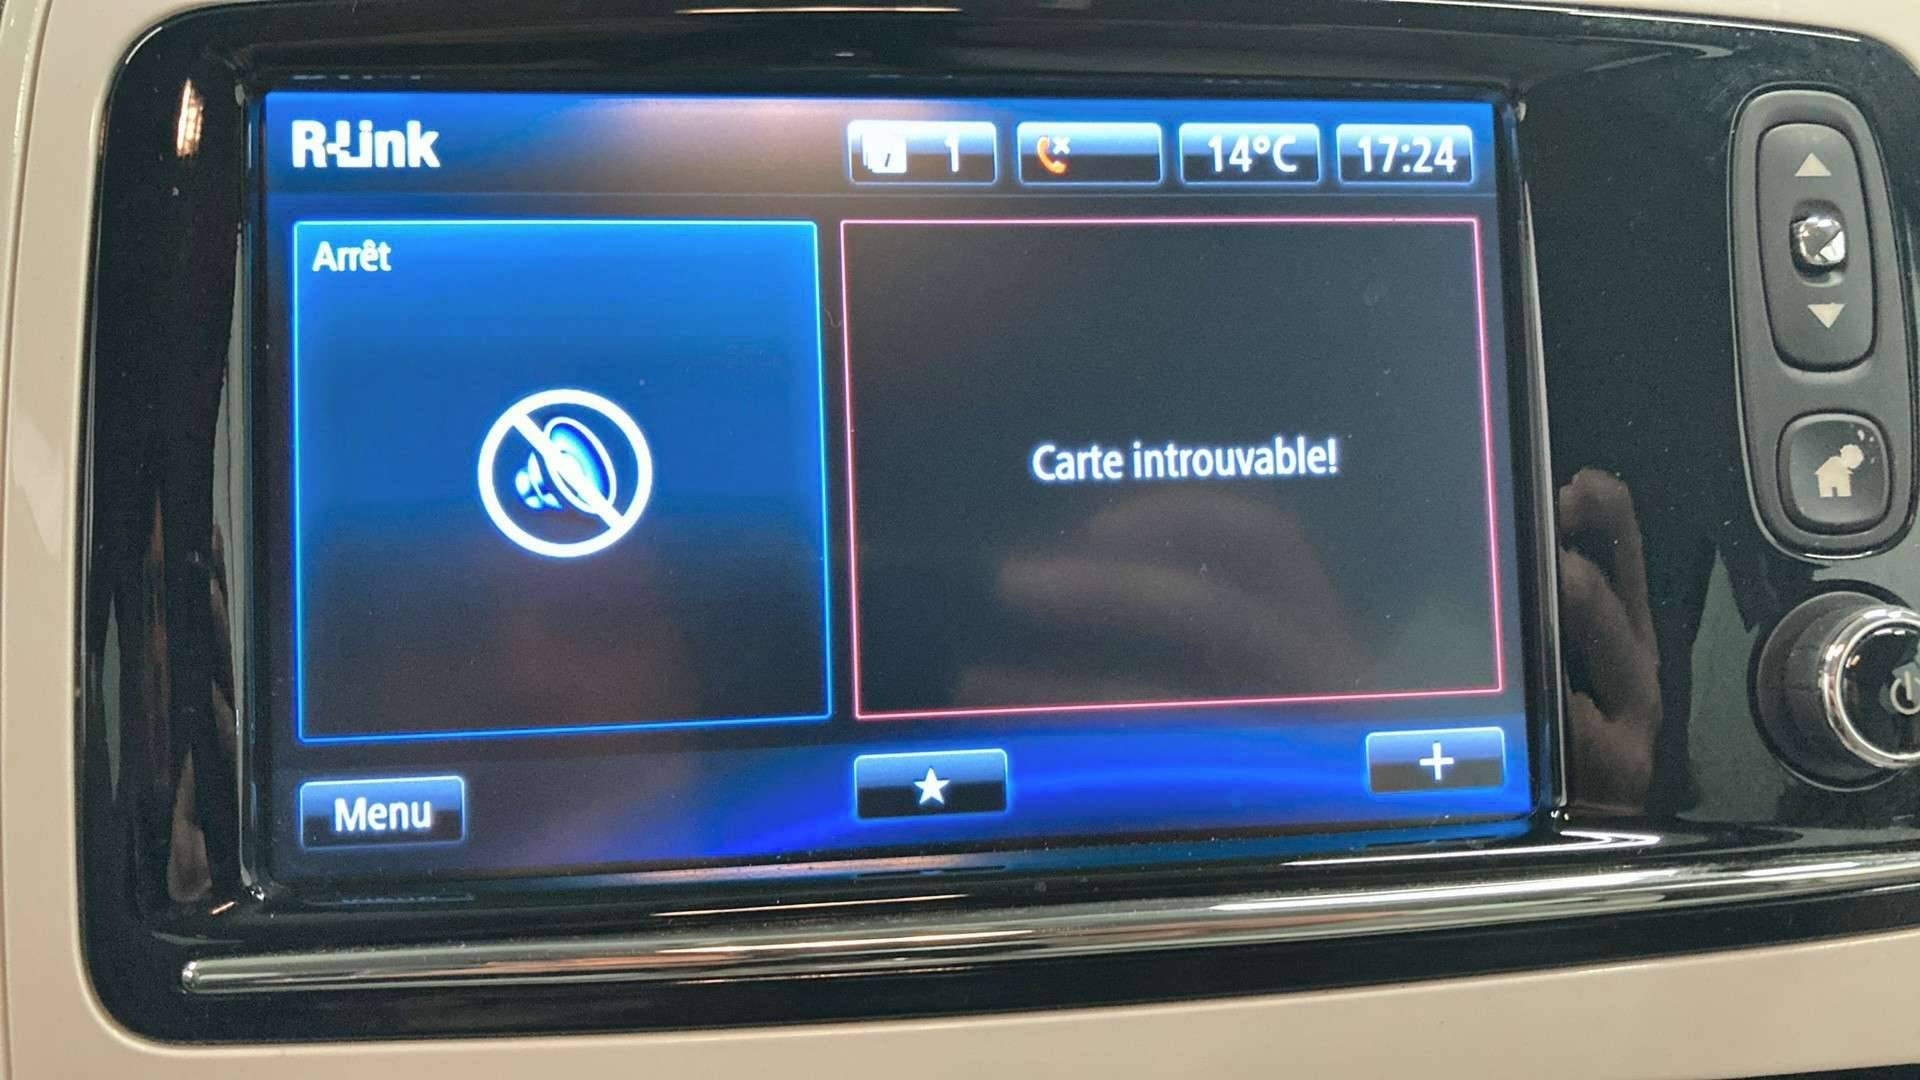 R-Link
1
14°C
17:24
Arrêt
Carte introuvable!
Menu